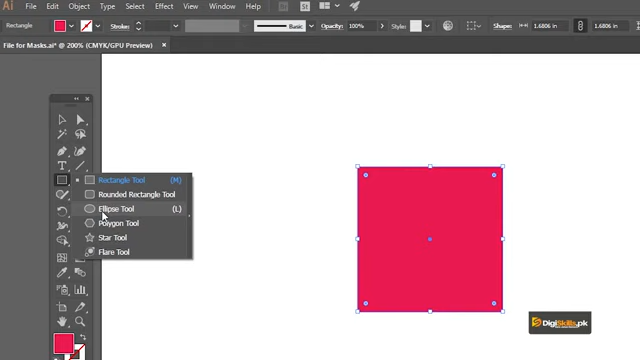 Ai File Edit Object Type Select Effect View Window Help Br St
Rectangle Stroke: Basic Opacity: 100% Style: Shape: 1.6806 in 1.6806 in
File for Masks.ai* @ 200% (CMYK/GPU Preview) ×
Rectangle Tool (M)
Rounded Rectangle Tool
Ellipse Tool (L)
Polygon Tool
Star Tool
Flare Tool
DigiSkills.pk